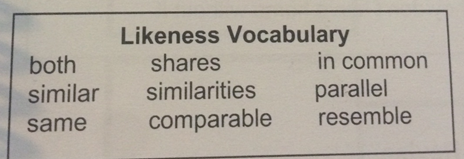 Likeness Vocabulary
both shares in common
similar similarities parallel
same comparable resemble